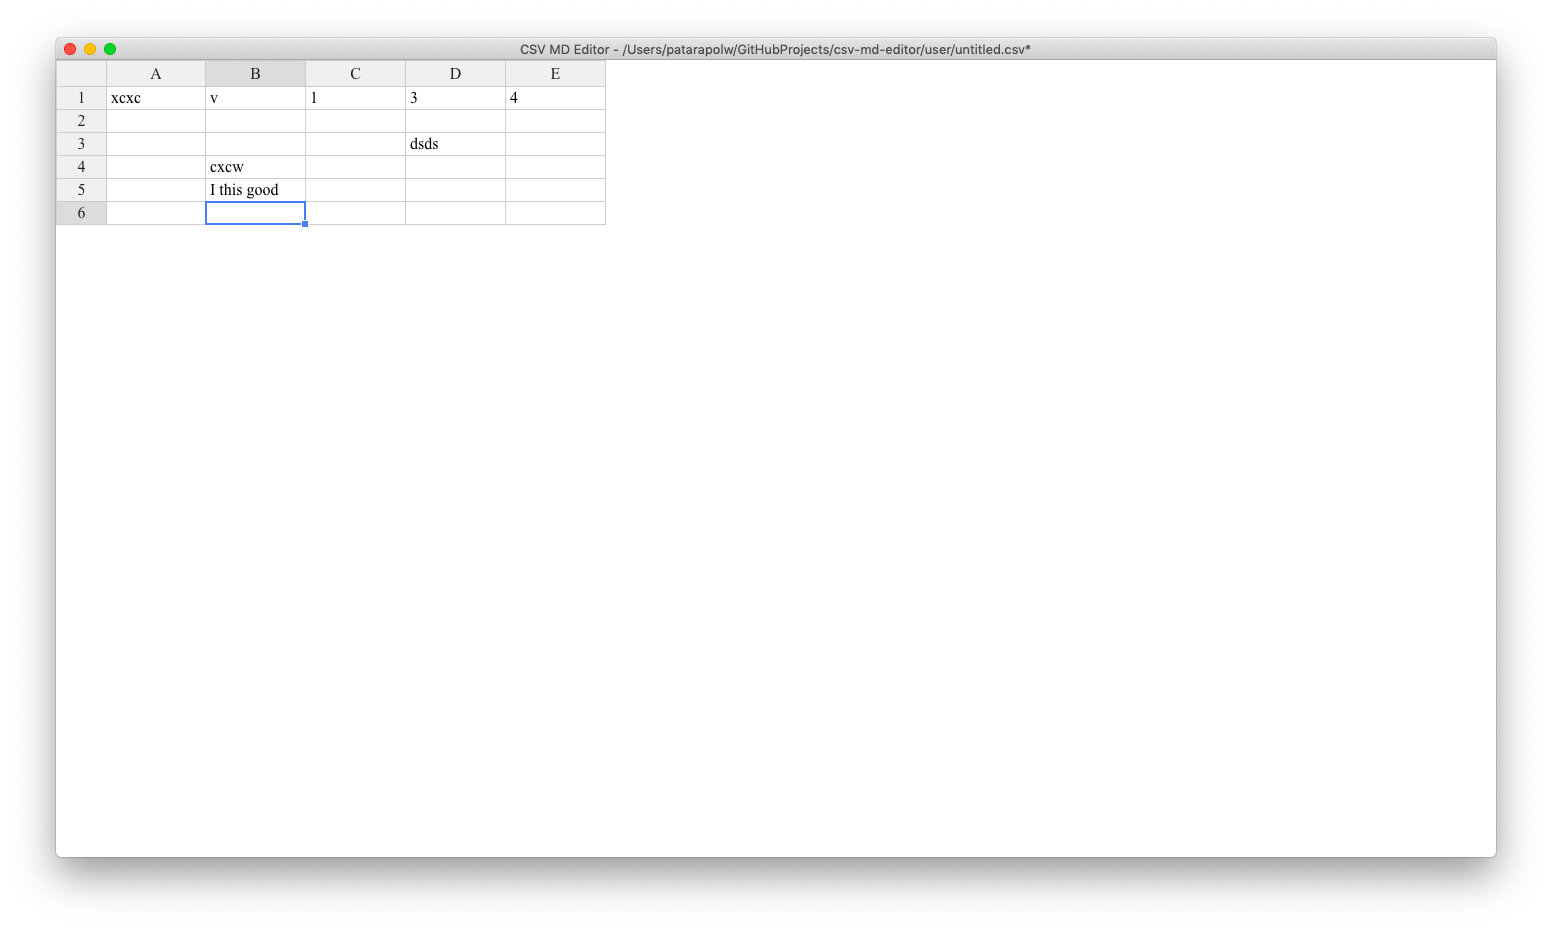 CSV MD Editor - /Users/patarapolw/GitHubProjects/csv-md-editor/user/untitled.csv*
A B C D E
1 xcxc v 1 3 4
2
3 dsds
4 cxcw
5 I this good
6